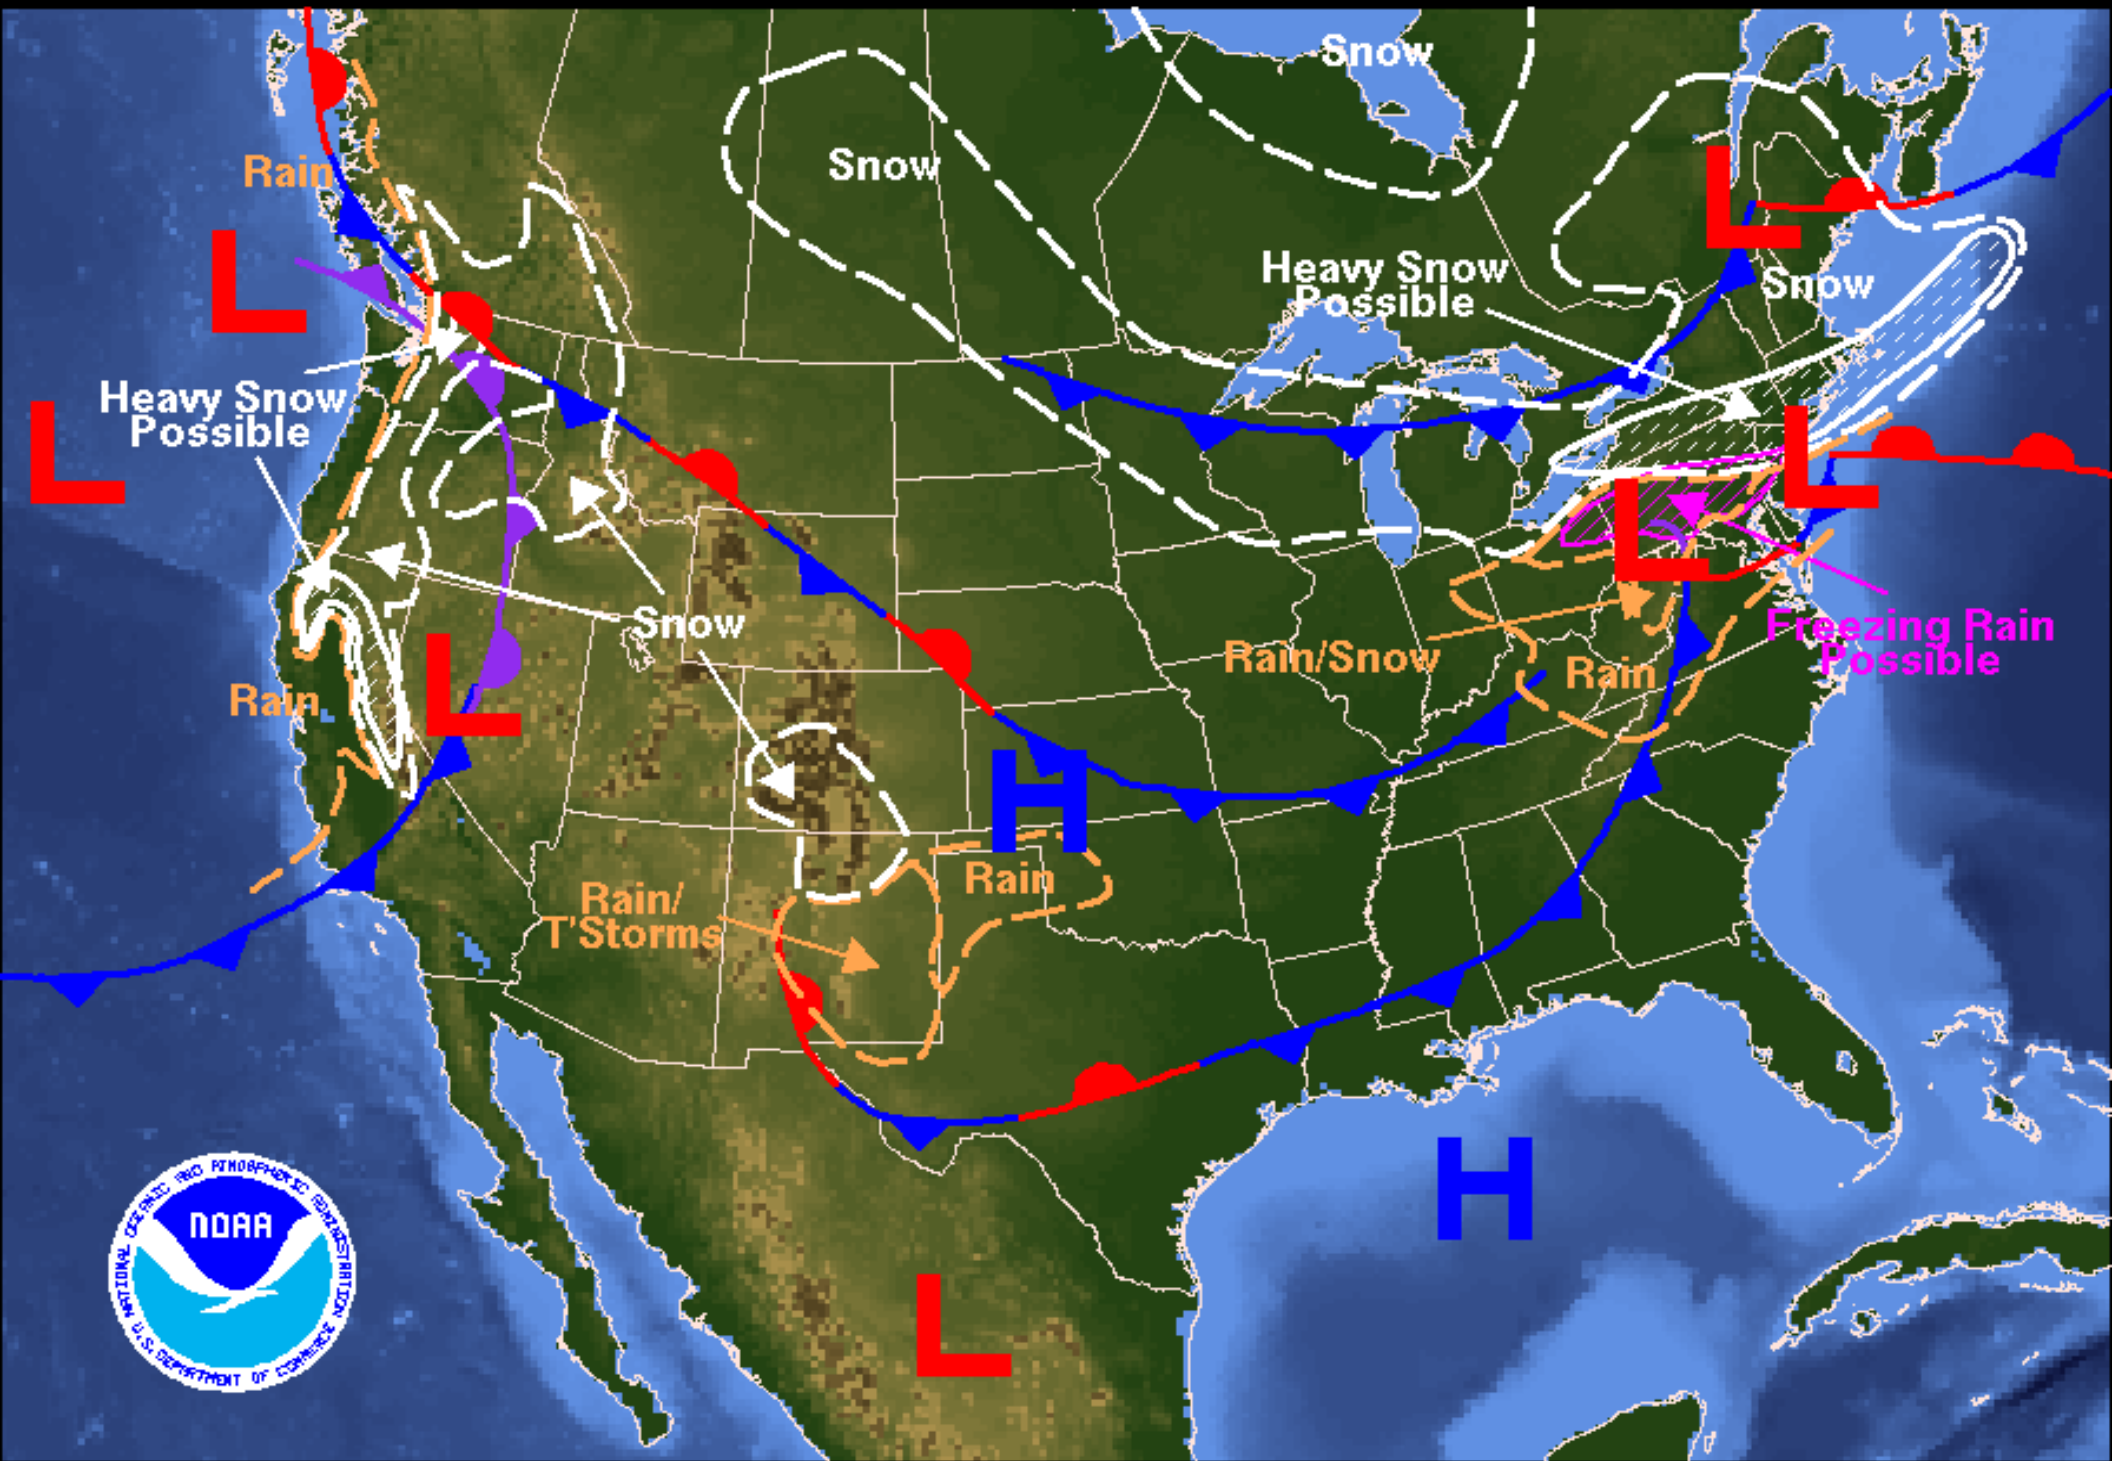 Snow
Snow
Rain
L
L
Heavy Snow
Possible
Snow
L
Heavy Snow
Possible
L
L
L
Snow
Freezing Rain
Possible
Rain/Snow
Rain
L
Rain
H
Rain
Rain/
T'Storms
H
L
NOAA
NATIONAL OCEANIC AND ATMOSPHERIC ADMINISTRATION
U.S. DEPARTMENT OF COMMERCE